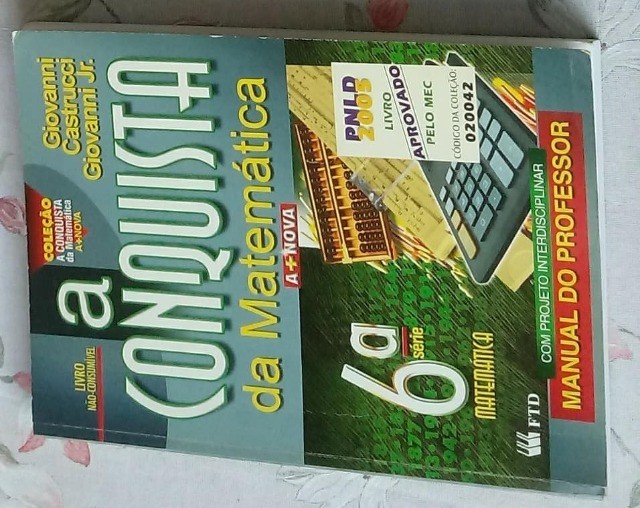 Giovanni
Castrucci
Giovanni Jr.
COLEÇÃO
A CONQUISTA
da Matemática
A+NOVA
LIVRO
NÃO-CONSUMÍVEL
a
CONQUISTA
da Matemática
A+NOVA
PNLD
2005
LIVRO
APROVADO
PELO MEC
CÓDIGO DA COLEÇÃO:
020042
6ª
série
MATEMÁTICA
COM PROJETO INTERDISCIPLINAR
MANUAL DO PROFESSOR
FTD